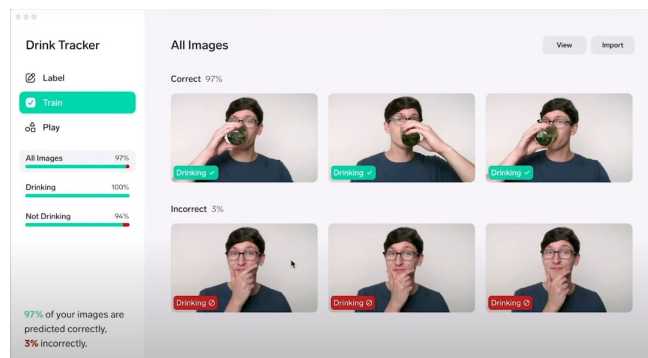 Drink Tracker
Label
Train
Play
All Images 97%
Drinking 100%
Not Drinking 94%
97% of your images are
predicted correctly,
3% incorrectly.
All Images
View Import
Correct 97%
Drinking
Drinking
Drinking
Incorrect 3%
Drinking
Drinking
Drinking